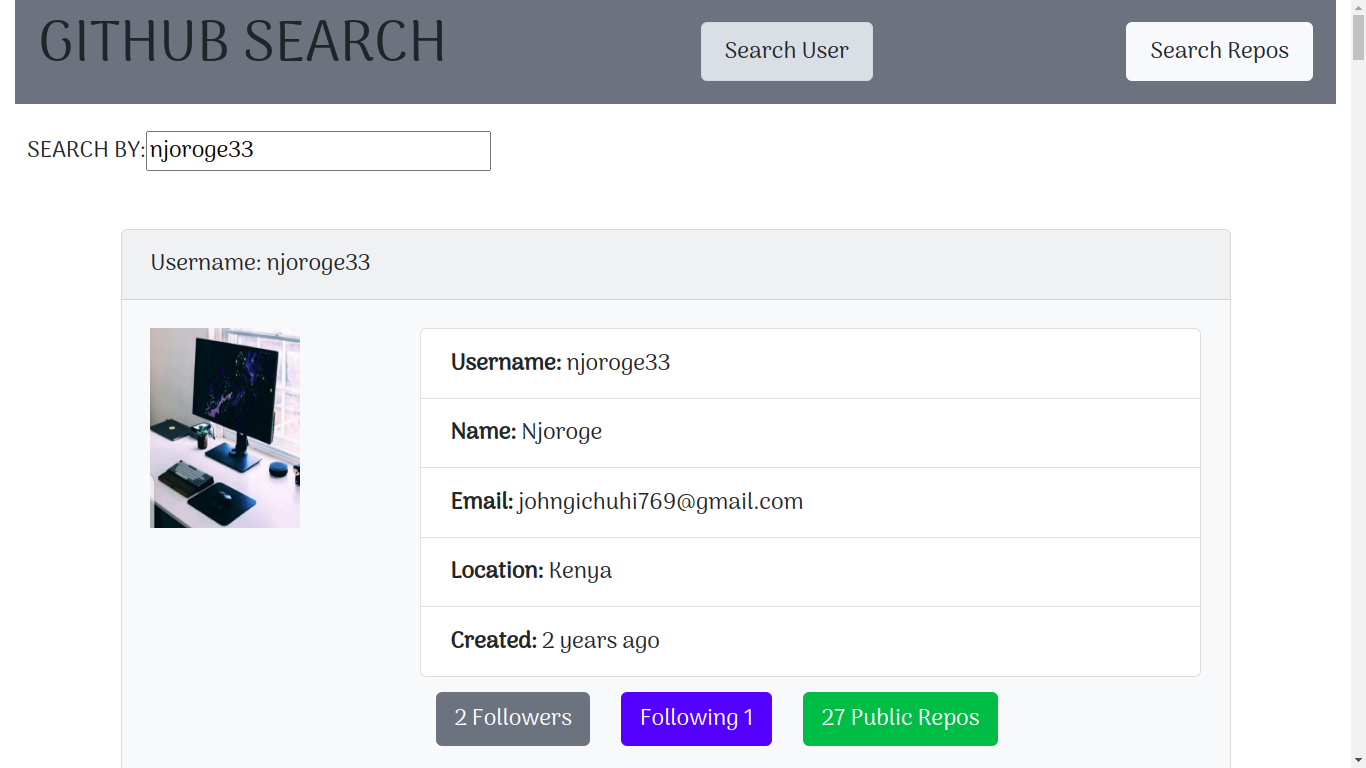 GITHUB SEARCH
Search User
Search Repos
SEARCH BY: njoroge33
Username: njoroge33
Username: njoroge33
Name: Njoroge
Email: johngichuhi769@gmail.com
Location: Kenya
Created: 2 years ago
2 Followers
Following 1
27 Public Repos